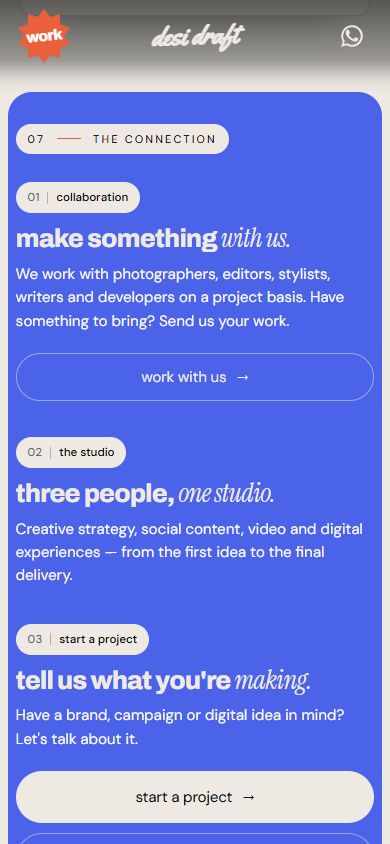 work
desi draft
07 — THE CONNECTION
01 | collaboration
make something with us.
We work with photographers, editors, stylists,
writers and developers on a project basis. Have
something to bring? Send us your work.
work with us →
02 | the studio
three people, one studio.
Creative strategy, social content, video and digital
experiences — from the first idea to the final
delivery.
03 | start a project
tell us what you're making.
Have a brand, campaign or digital idea in mind?
Let's talk about it.
start a project →